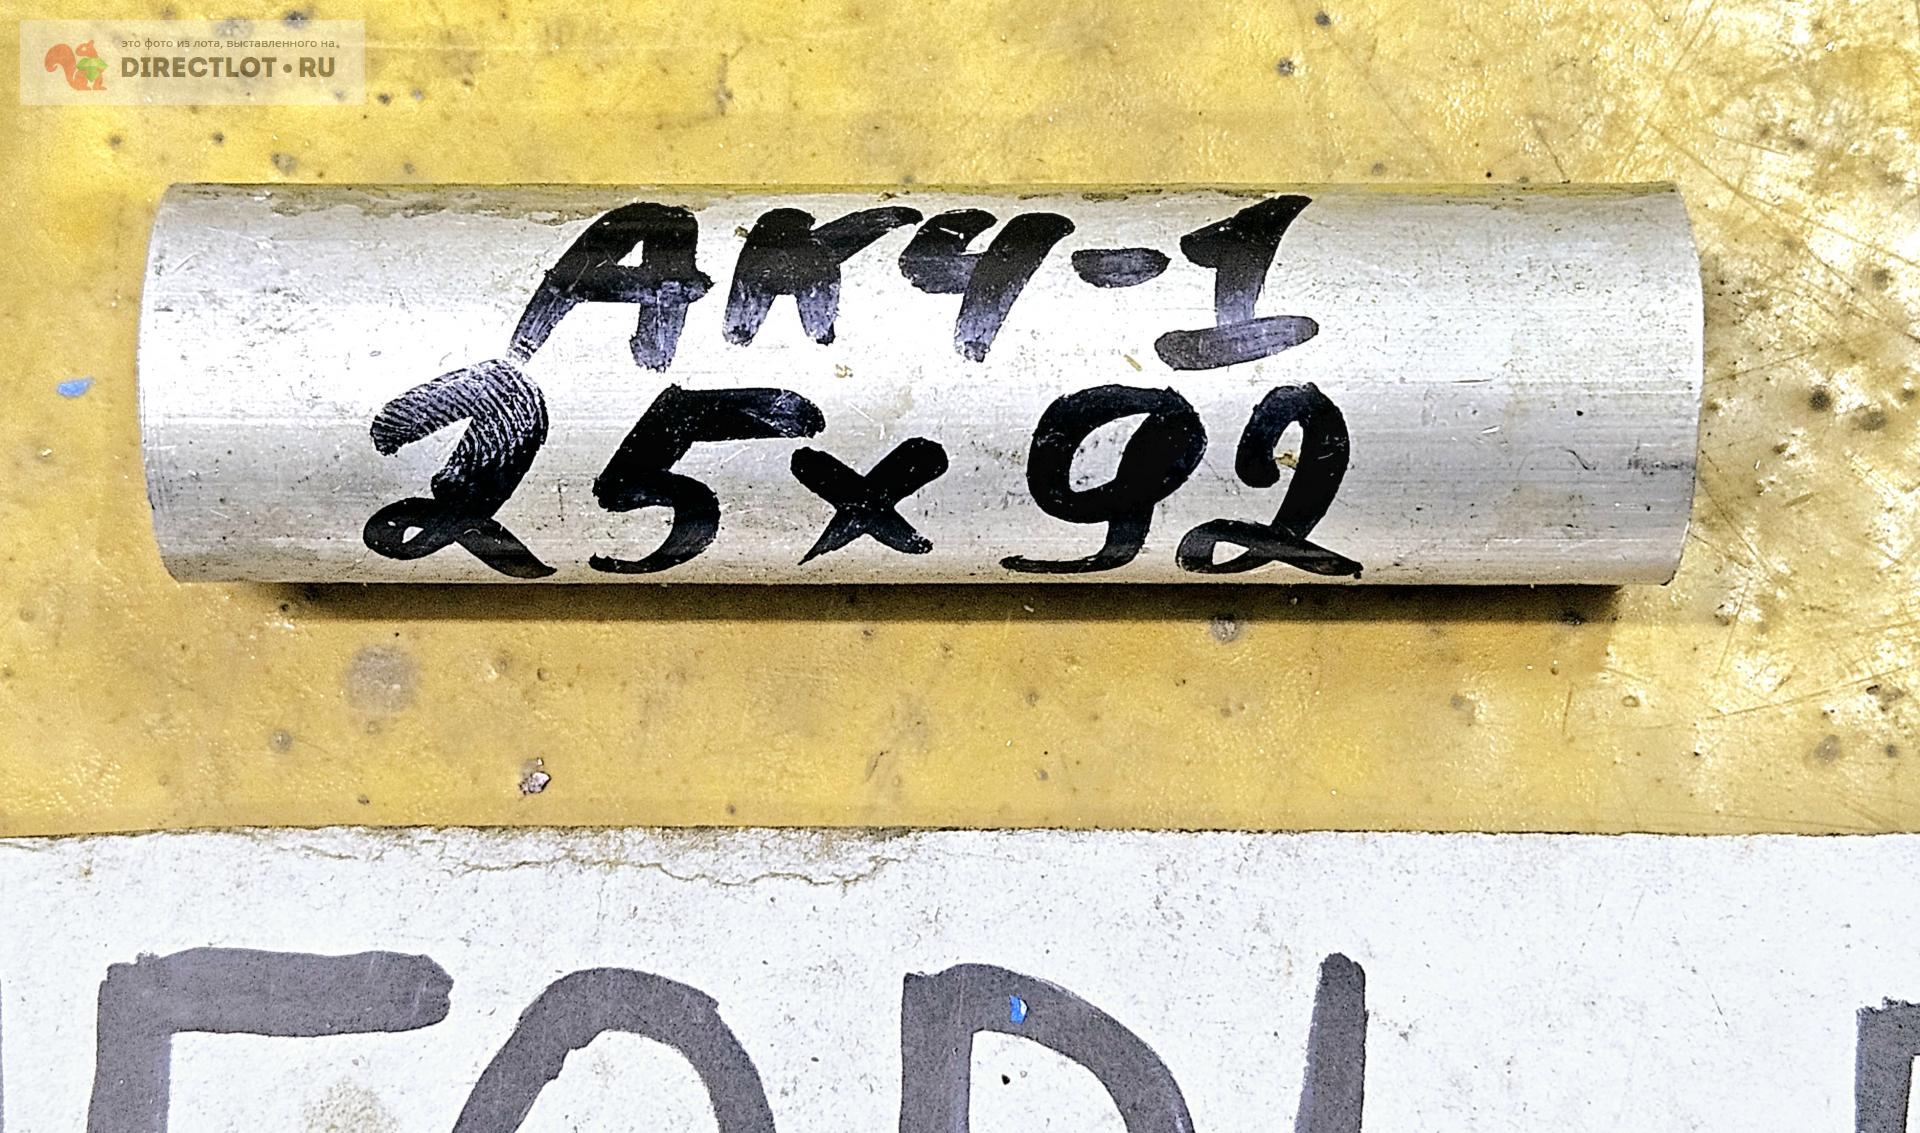 это фото из лота, выставленного на
DIRECTLOT.RU
АК4-1
25х92